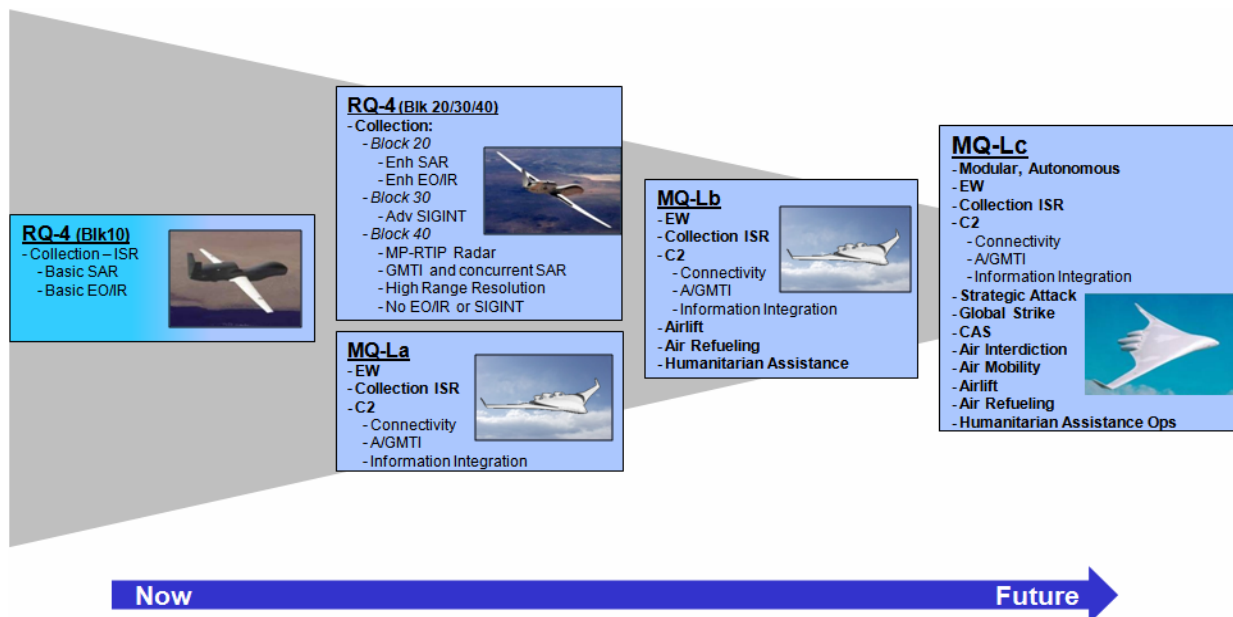 RQ-4 (Blk10)
- Collection – ISR
- Basic SAR
- Basic EO/IR
RQ-4 (Blk 20/30/40)
- Collection:
- Block 20
- Enh SAR
- Enh EO/IR
- Block 30
- Adv SIGINT
- Block 40
- MP-RTIP Radar
- GMTI and concurrent SAR
- High Range Resolution
- No EO/IR or SIGINT
MQ-La
- EW
- Collection ISR
- C2
- Connectivity
- A/GMTI
- Information Integration
MQ-Lb
- EW
- Collection ISR
- C2
- Connectivity
- A/GMTI
- Information Integration
- Airlift
- Air Refueling
- Humanitarian Assistance
MQ-Lc
- Modular, Autonomous
- EW
- Collection ISR
- C2
- Connectivity
- A/GMTI
- Information Integration
- Strategic Attack
- Global Strike
- CAS
- Air Interdiction
- Air Mobility
- Airlift
- Air Refueling
- Humanitarian Assistance Ops
Now
Future